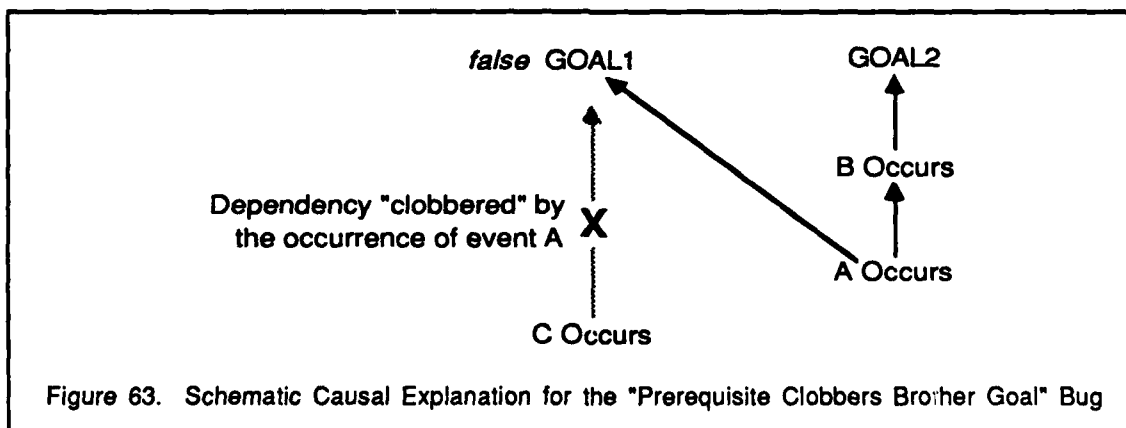 false GOAL1
GOAL2
B Occurs
Dependency "clobbered" by
the occurrence of event A
X
A Occurs
C Occurs
Figure 63. Schematic Causal Explanation for the "Prerequisite Clobbers Brother Goal" Bug